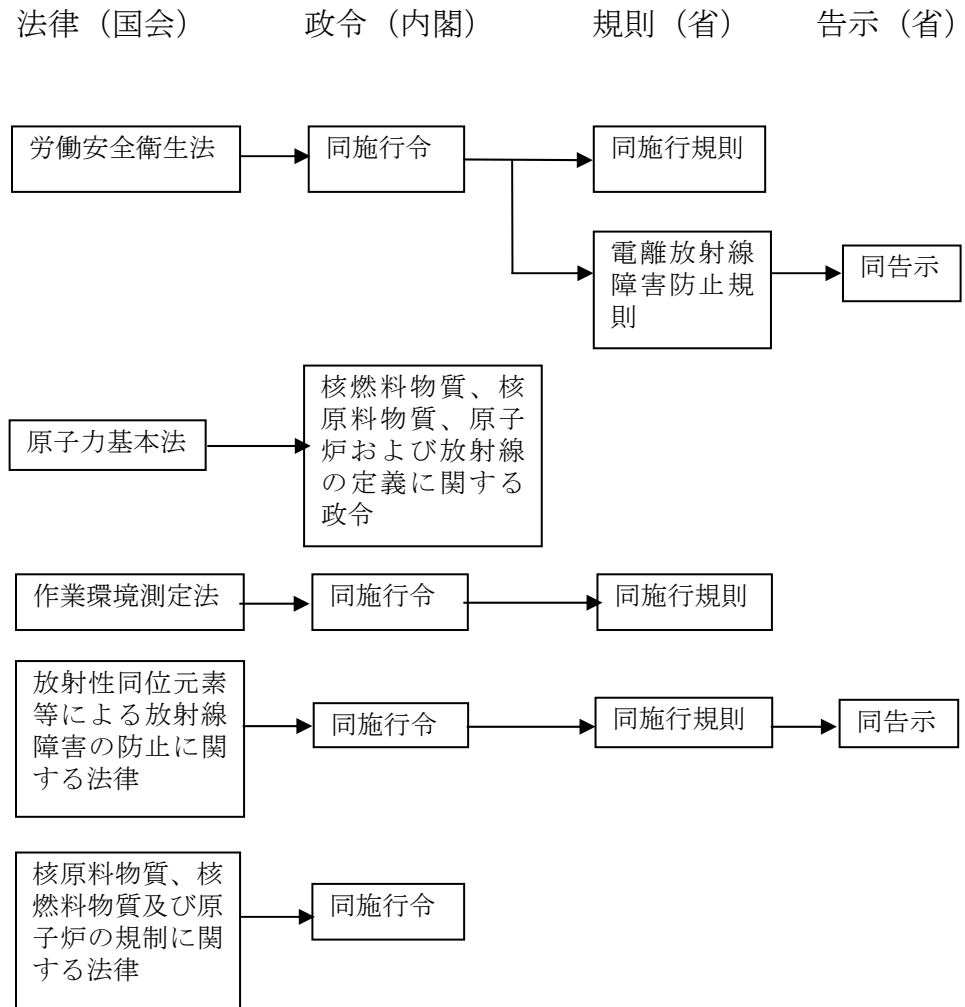 法律（国会） 政令（内閣） 規則（省） 告示（省）
労働安全衛生法
同施行令
同施行規則
電離放射線
障害防止規
則
同告示
原子力基本法
核燃料物質、核
原料物質、原子
炉および放射線
の定義に関する
政令
作業環境測定法
同施行令
同施行規則
放射性同位元素
等による放射線
障害の防止に関
する法律
同施行令
同施行規則
同告示
核原料物質、核
燃料物質及び原
子炉の規制に関
する法律
同施行令